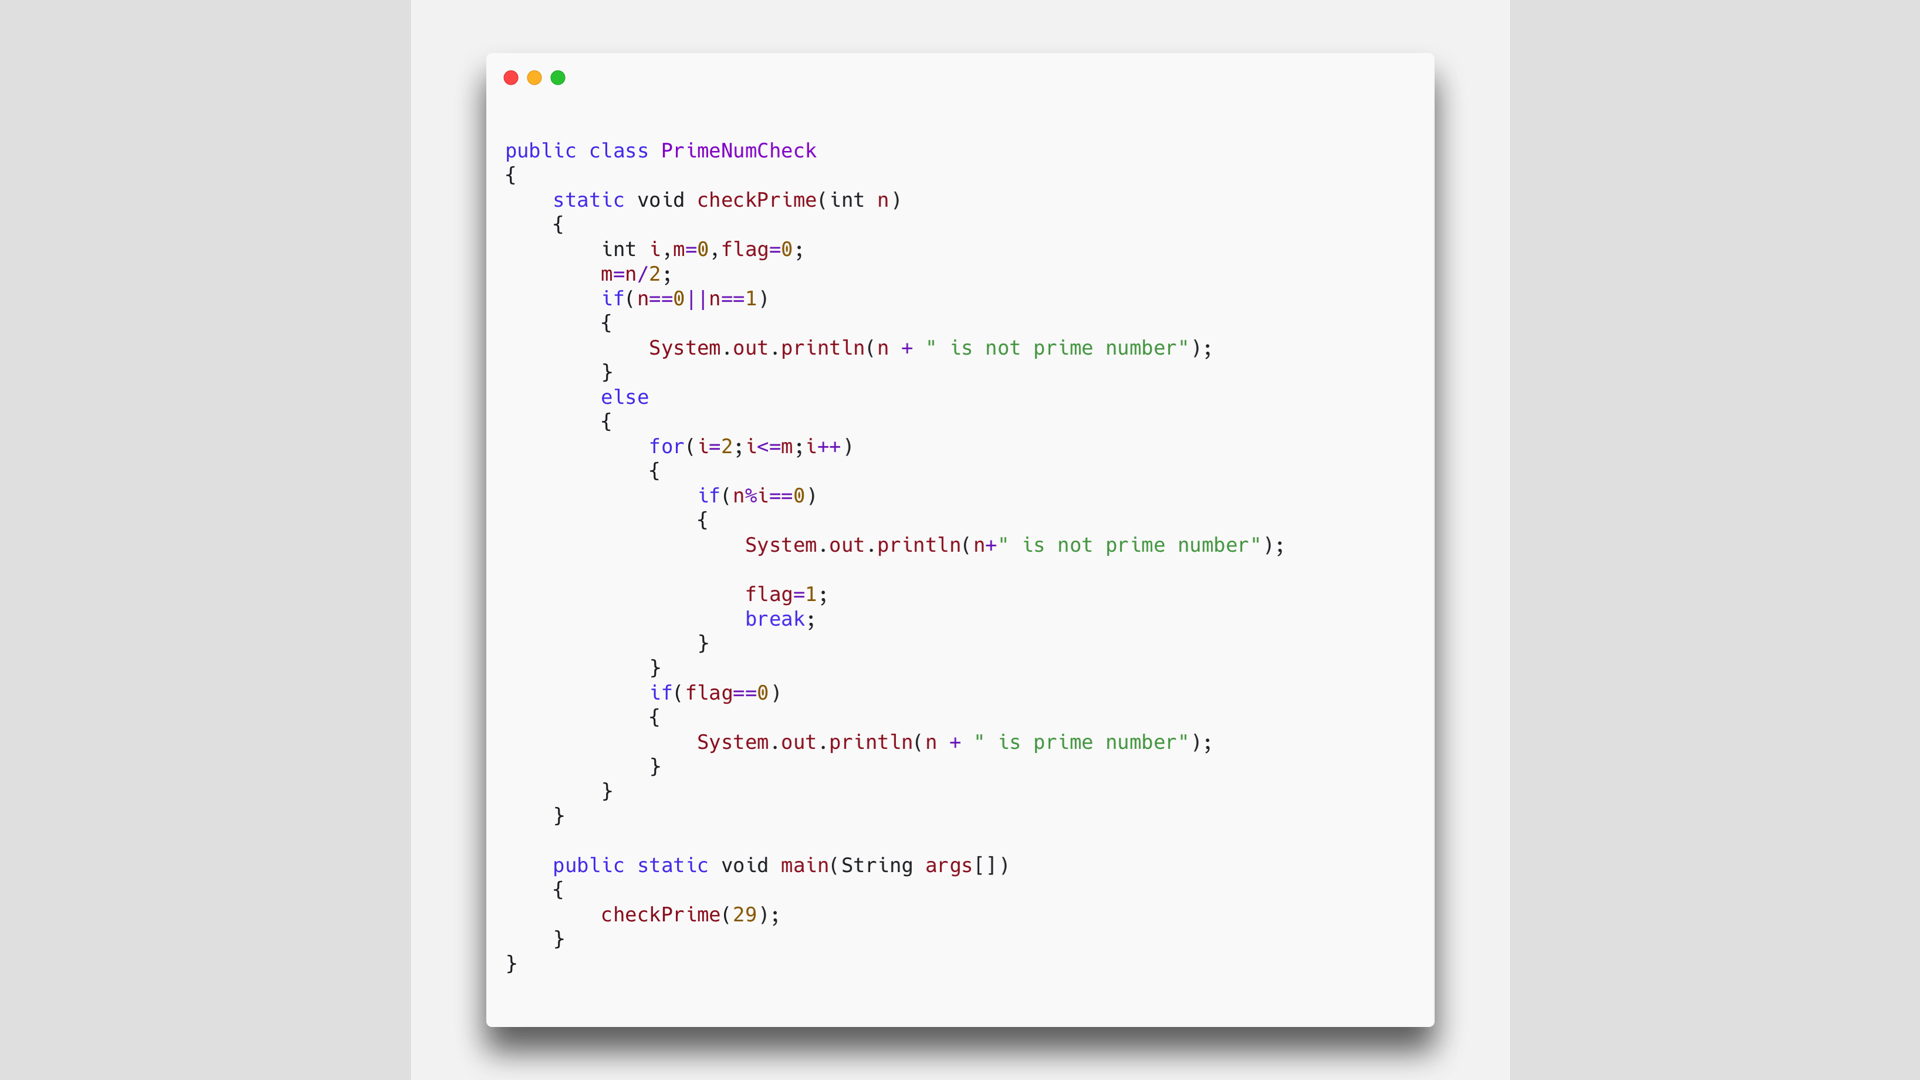 public class PrimeNumCheck
{
    static void checkPrime(int n)
    {
        int i,m=0,flag=0;
        m=n/2;
        if(n==0||n==1)
        {
            System.out.println(n + " is not prime number");
        }
        else
        {
            for(i=2;i<=m;i++)
            {
                if(n%i==0)
                {
                    System.out.println(n+" is not prime number");

                    flag=1;
                    break;
                }
            }
            if(flag==0)
            {
                System.out.println(n + " is prime number");
            }
        }
    }

    public static void main(String args[])
    {
        checkPrime(29);
    }
}